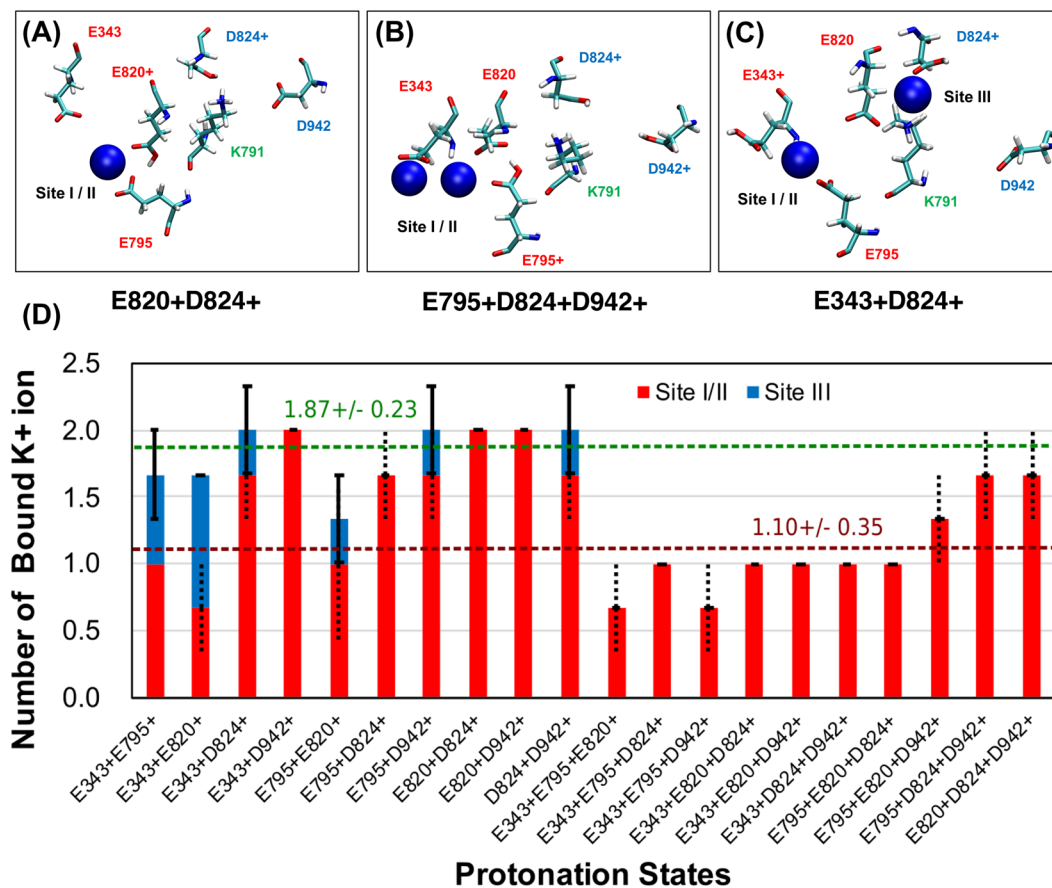 (A)
E343
D824+
E820+
D942
K791
Site I / II
E795
E820+D824+
(B)
D824+
E343
E820
D942+
K791
Site I / II
E795+
E795+D824+D942+
(C)
E820
D824+
E343+
Site III
Site I / II
D942
K791
E795
E343+D824+
(D)
Number of Bound K+ ion
2.5
2.0
1.5
1.0
0.5
0.0
Site I/II
Site III
1.87+/- 0.23
1.10+/- 0.35
E343+E795+
E343+E820+
E343+D824+
E343+D942+
E795+E820+
E795+D824+
E795+D942+
E820+D824+
E820+D942+
D824+D942+
E343+E795+E820+
E343+E795+D824+
E343+E795+D942+
E343+E820+D824+
E343+E820+D942+
E343+D824+D942+
E795+E820+D824+
E795+E820+D942+
E795+D824+D942+
E820+D824+D942+
Protonation States